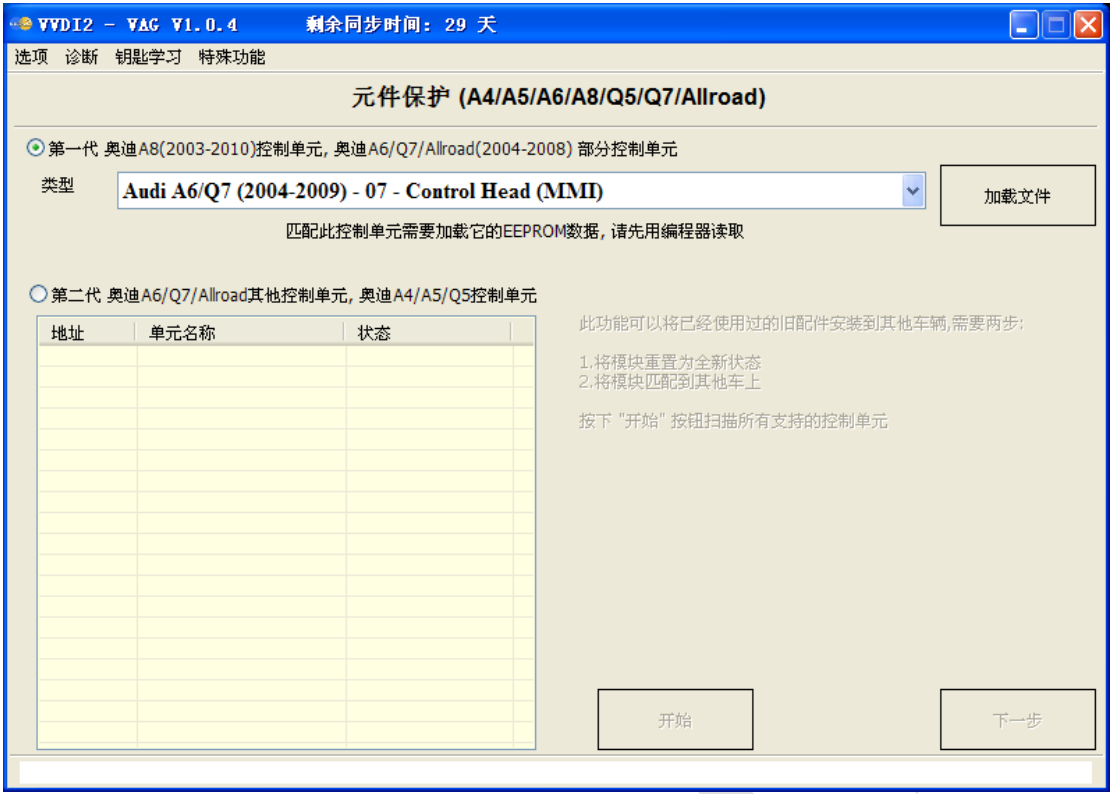 VVDI2 - VAG V1.0.4 剩余同步时间: 29 天
选项 诊断 钥匙学习 特殊功能
元件保护 (A4/A5/A6/A8/Q5/Q7/Allroad)
第一代 奥迪A8(2003-2010)控制单元, 奥迪A6/Q7/Allroad(2004-2008) 部分控制单元
类型 Audi A6/Q7 (2004-2009) - 07 - Control Head (MMI) 加载文件
匹配此控制单元需要加载它的EEPROM数据, 请先用编程器读取
第二代 奥迪A6/Q7/Allroad其他控制单元, 奥迪A4/A5/Q5控制单元
地址 单元名称 状态
此功能可以将已经使用过的旧配件安装到其他车辆,需要两步:
1.将模块重置为全新状态
2.将模块匹配到其他车上
按下 "开始" 按钮扫描所有支持的控制单元
开始 下一步